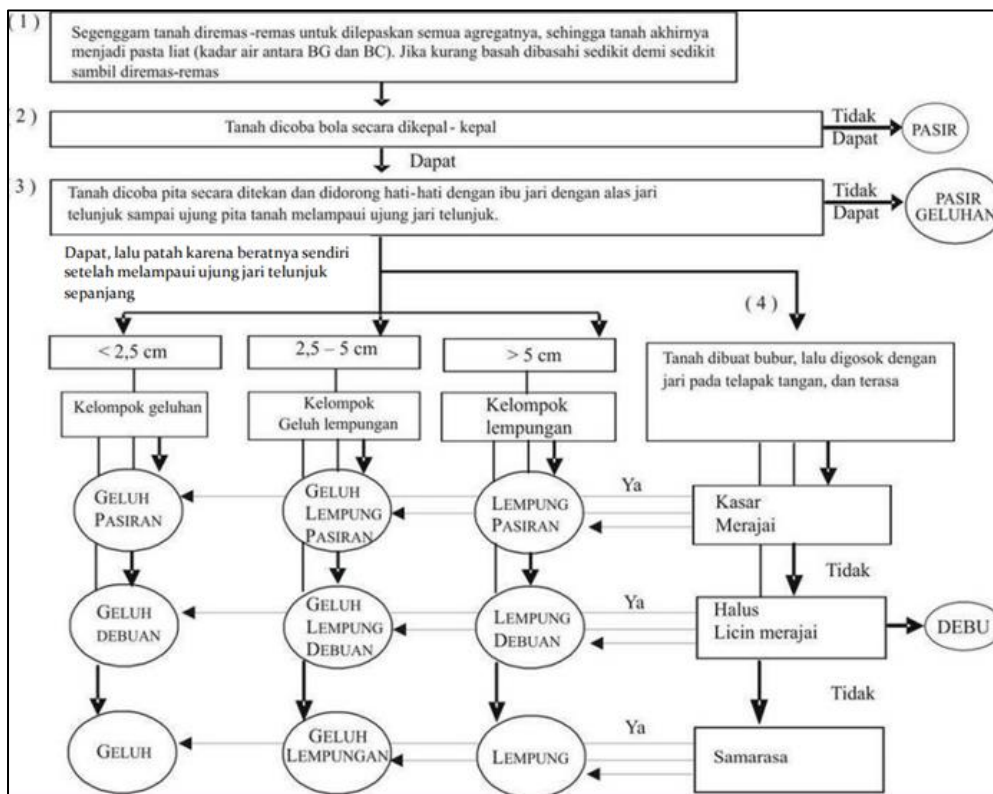 ( 1 )
Segenggam tanah diremas-remas untuk dilepaskan semua agregatnya, sehingga tanah akhirnya
menjadi pasta liat (kadar air antara BG dan BC). Jika kurang basah dibasahi sedikit demi sedikit
sambil diremas-remas
( 2 )
Tanah dicoba bola secara dikepal - kepal
Tidak
Dapat
PASIR
Dapat
3 )
Tanah dicoba pita secara ditekan dan didorong hati-hati dengan ibu jari dengan alas jari
telunjuk sampai ujung pita tanah melampaui ujung jari telunjuk.
Tidak
Dapat
PASIR
GELUHAN
Dapat, lalu patah karena beratnya sendiri
setelah melampaui ujung jari telunjuk
sepanjang
( 4 )
< 2,5 cm
2,5 – 5 cm
> 5 cm
Tanah dibuat bubur, lalu digosok dengan
jari pada telapak tangan, dan terasa
Kelompok geluhan
Kelompok
Geluh lempungan
Kelompok
lempungan
GELUH
PASIRAN
GELUH
LEMPUNG
PASIRAN
LEMPUNG
PASIRAN
Ya
Kasar
Merajai
Tidak
GELUH
DEBUAN
GELUH
LEMPUNG
DEBUAN
LEMPUNG
DEBUAN
Ya
Halus
Licin merajai
DEBU
Tidak
GELUH
GELUH
LEMPUNGAN
LEMPUNG
Ya
Samarasa